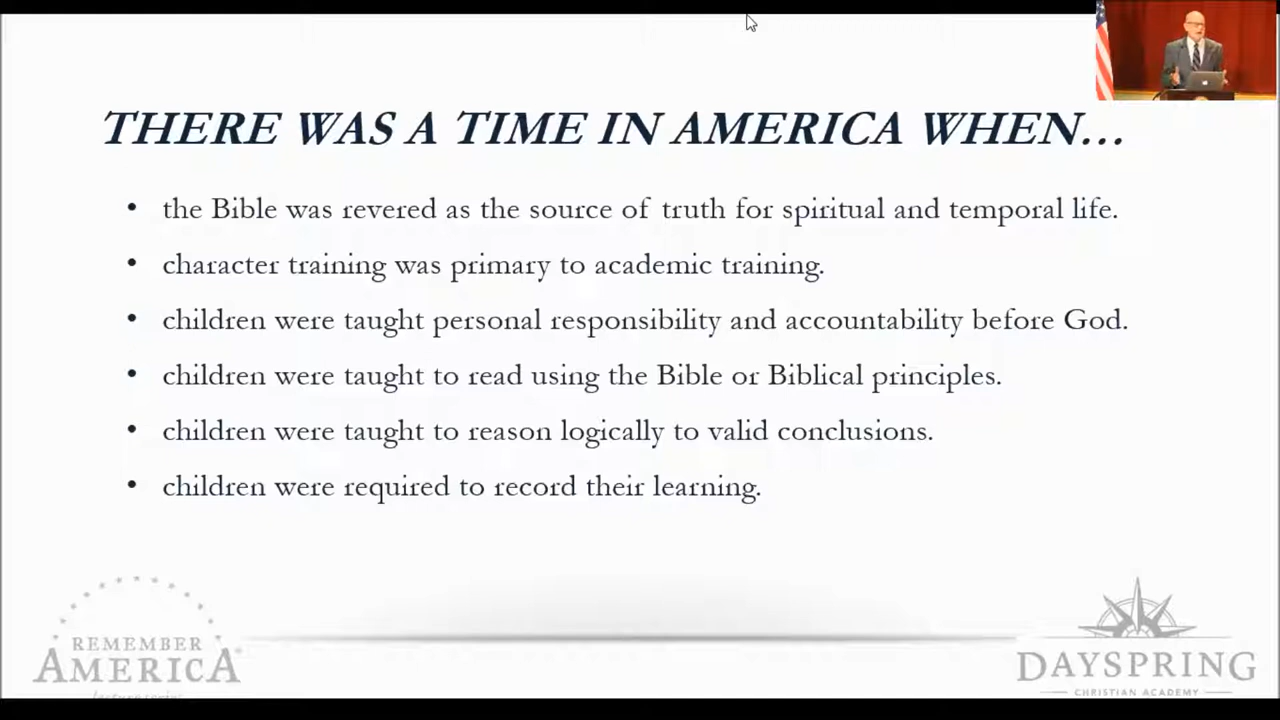 THERE WAS A TIME IN AMERICA WHEN...
• the Bible was revered as the source of truth for spiritual and temporal life.
• character training was primary to academic training.
• children were taught personal responsibility and accountability before God.
• children were taught to read using the Bible or Biblical principles.
• children were taught to reason logically to valid conclusions.
• children were required to record their learning.
REMEMBER
AMERICA®
lecture series
DAYSPRING
CHRISTIAN ACADEMY